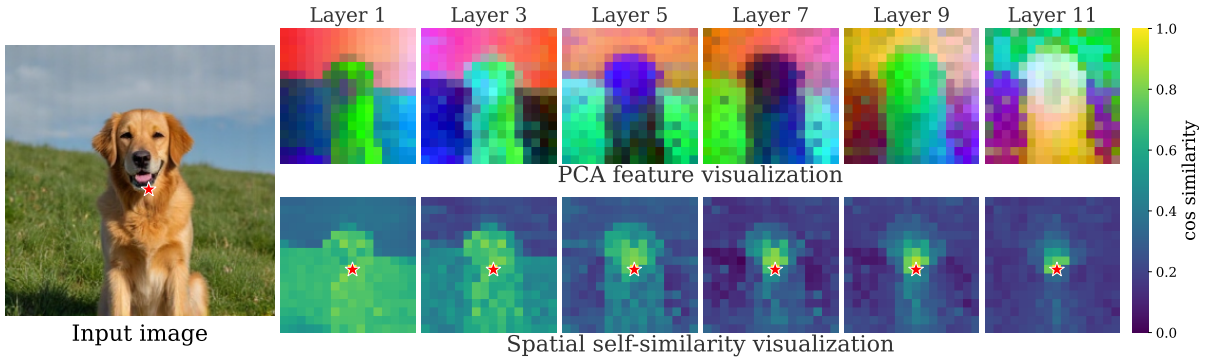 Layer 1 Layer 3 Layer 5 Layer 7 Layer 9 Layer 11
1.0
0.8
0.6
0.4
0.2
0.0
cos similarity
PCA feature visualization
Input image
Spatial self-similarity visualization